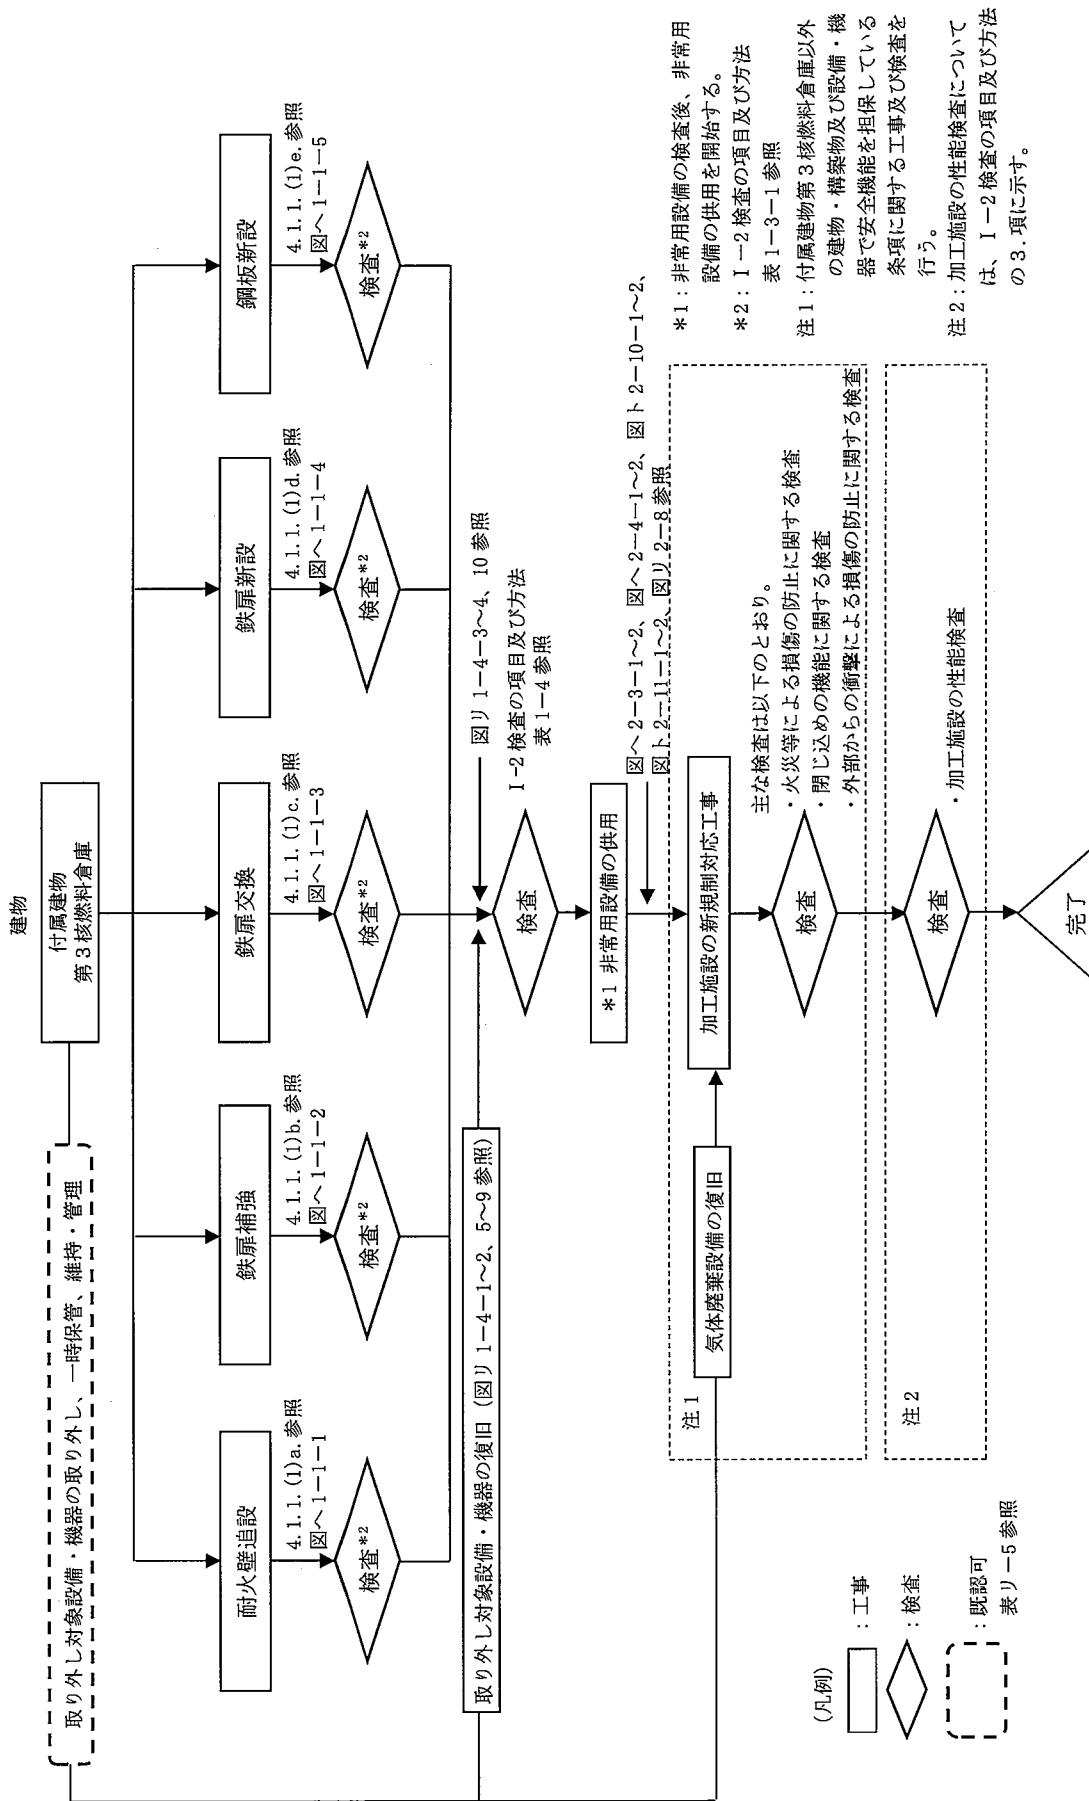 建物
付属建物
第3核燃料倉庫
取り外し対象設備・機器の取り外し、一時保管、維持・管理
耐火壁追設
4.1.1.(1)a.参照
図ヘ1-1-1
検査*2
鉄扉補強
4.1.1.(1)b.参照
図ヘ1-1-2
検査*2
鉄扉交換
4.1.1.(1)c.参照
図ヘ1-1-3
検査*2
鉄扉新設
4.1.1.(1)d.参照
図ヘ1-1-4
検査*2
鋼板新設
4.1.1.(1)e.参照
図ヘ1-1-5
検査*2
取り外し対象設備・機器の復旧(図リ1-4-1~2、5~9参照)
図リ1-4-3~4、10参照
検査
Ⅰ-2検査の項目及び方法
表1-4参照
*1 非常用設備の供用
図ヘ2-3-1~2、図ヘ2-4-1~2、図ト2-10-1~2、
図ト2-11-1~2、図リ2-8参照
注1
気体廃棄設備の復旧
加工施設の新規制対応工事
検査
主な検査は以下のとおり。
・火災等による損傷の防止に関する検査
・閉じ込めの機能に関する検査
・外部からの衝撃による損傷の防止に関する検査
注2
検査
・加工施設の性能検査
完了
*1:非常用設備の検査後、非常用
設備の供用を開始する。
*2:Ⅰ-2検査の項目及び方法
表1-3-1参照
注1:付属建物第3核燃料倉庫以外
の建物・構築物及び設備・機
器で安全機能を担保している
条項に関する工事及び検査を
行う。
注2:加工施設の性能検査について
は、Ⅰ-2検査の項目及び方法
の3.項に示す。
(凡例)
:工事
:検査
:既認可
表リ-5参照